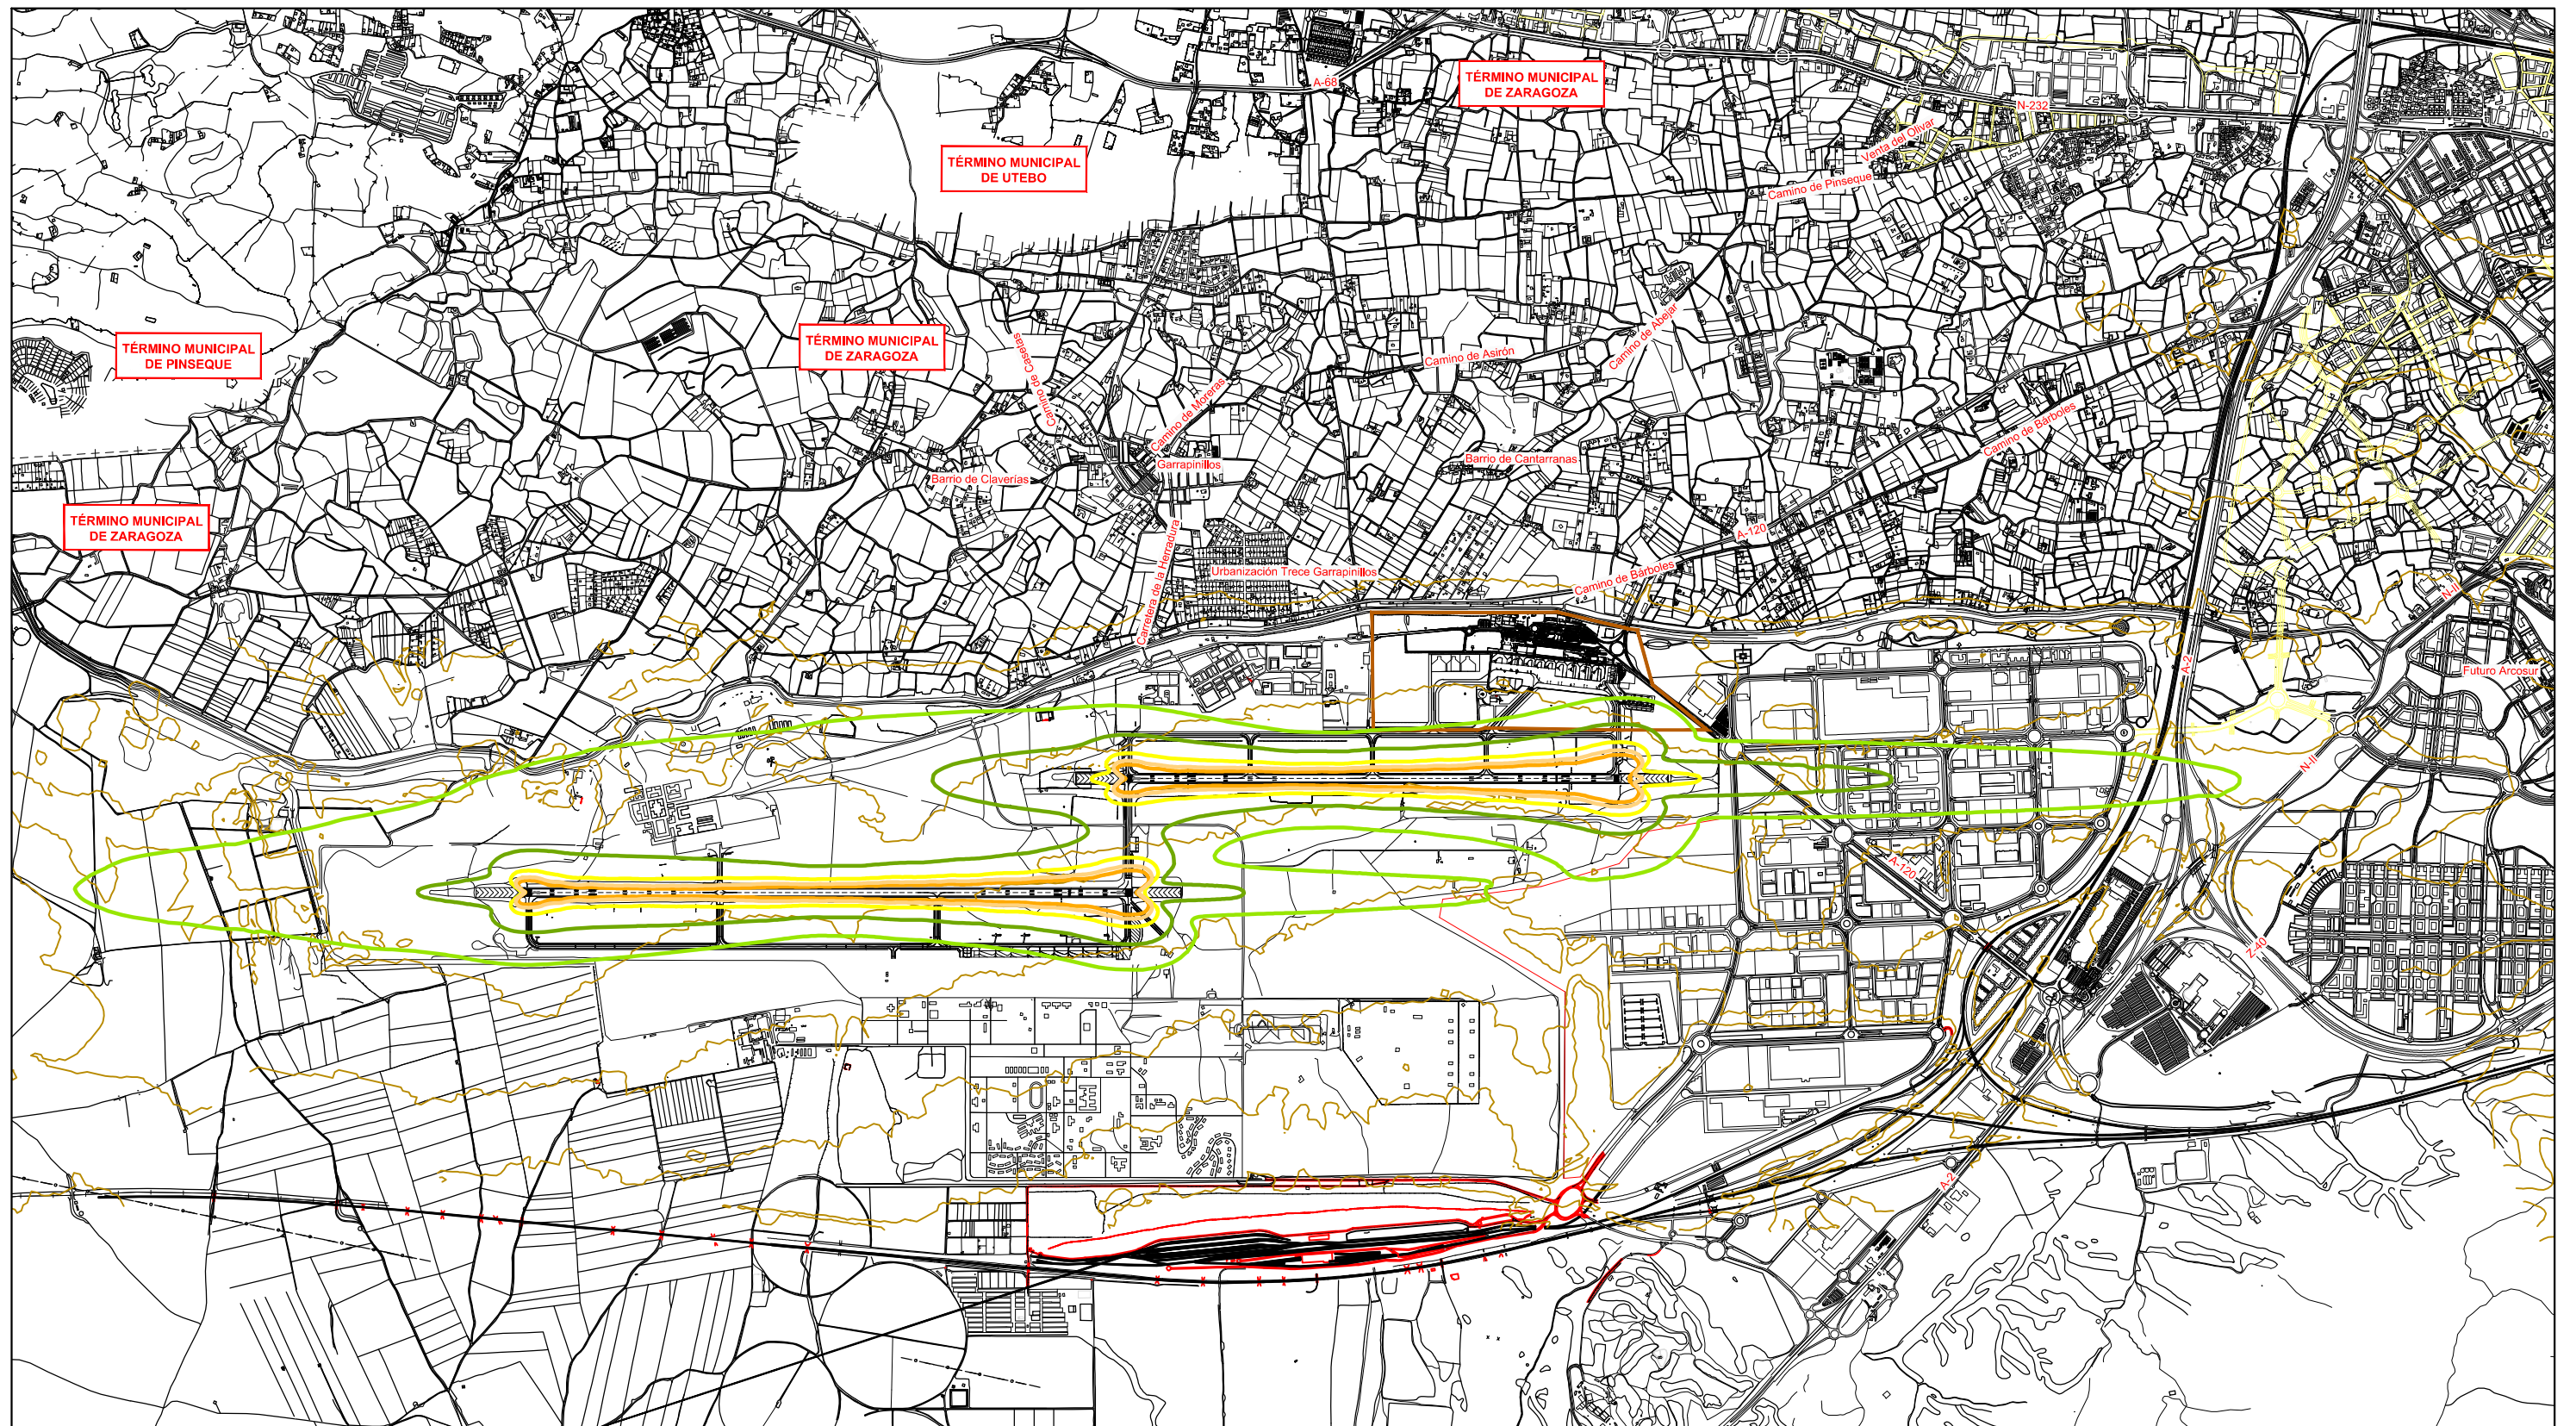 A-68
TÉRMINO MUNICIPAL
DE ZARAGOZA
N-232
Venta del Olivar
TÉRMINO MUNICIPAL
DE UTEBO
Camino de Pinseque
TÉRMINO MUNICIPAL
DE PINSEQUE
TÉRMINO MUNICIPAL
DE ZARAGOZA
Camino de Casetas
Camino de Moreras
Camino de Asirón
Camino de Abejar
Camino de Bárboles
Garrapinillos
Barrio de Claverías
Barrio de Cantarranas
TÉRMINO MUNICIPAL
DE ZARAGOZA
A-120
Carretera de la Herradura
Urbanización Trece Garrapinillos
Camino de Bárboles
N-II
A-2
Futuro Arcosur
N-II
A-120
Z-40
A-2